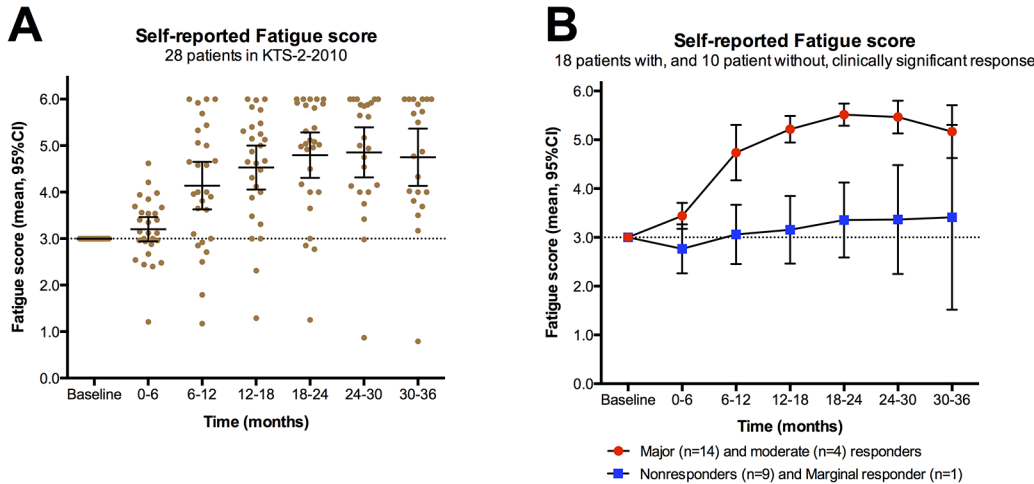 A
Self-reported Fatigue score
28 patients in KTS-2-2010
Fatigue score (mean, 95%CI)
6.0
5.0
4.0
3.0
2.0
1.0
0.0
Baseline 0-6 6-12 12-18 18-24 24-30 30-36
Time (months)
B
Self-reported Fatigue score
18 patients with, and 10 patient without, clinically significant response
Fatigue score (mean, 95%CI)
6.0
5.0
4.0
3.0
2.0
1.0
0.0
Baseline 0-6 6-12 12-18 18-24 24-30 30-36
Time (months)
Major (n=14) and moderate (n=4) responders
Nonresponders (n=9) and Marginal responder (n=1)